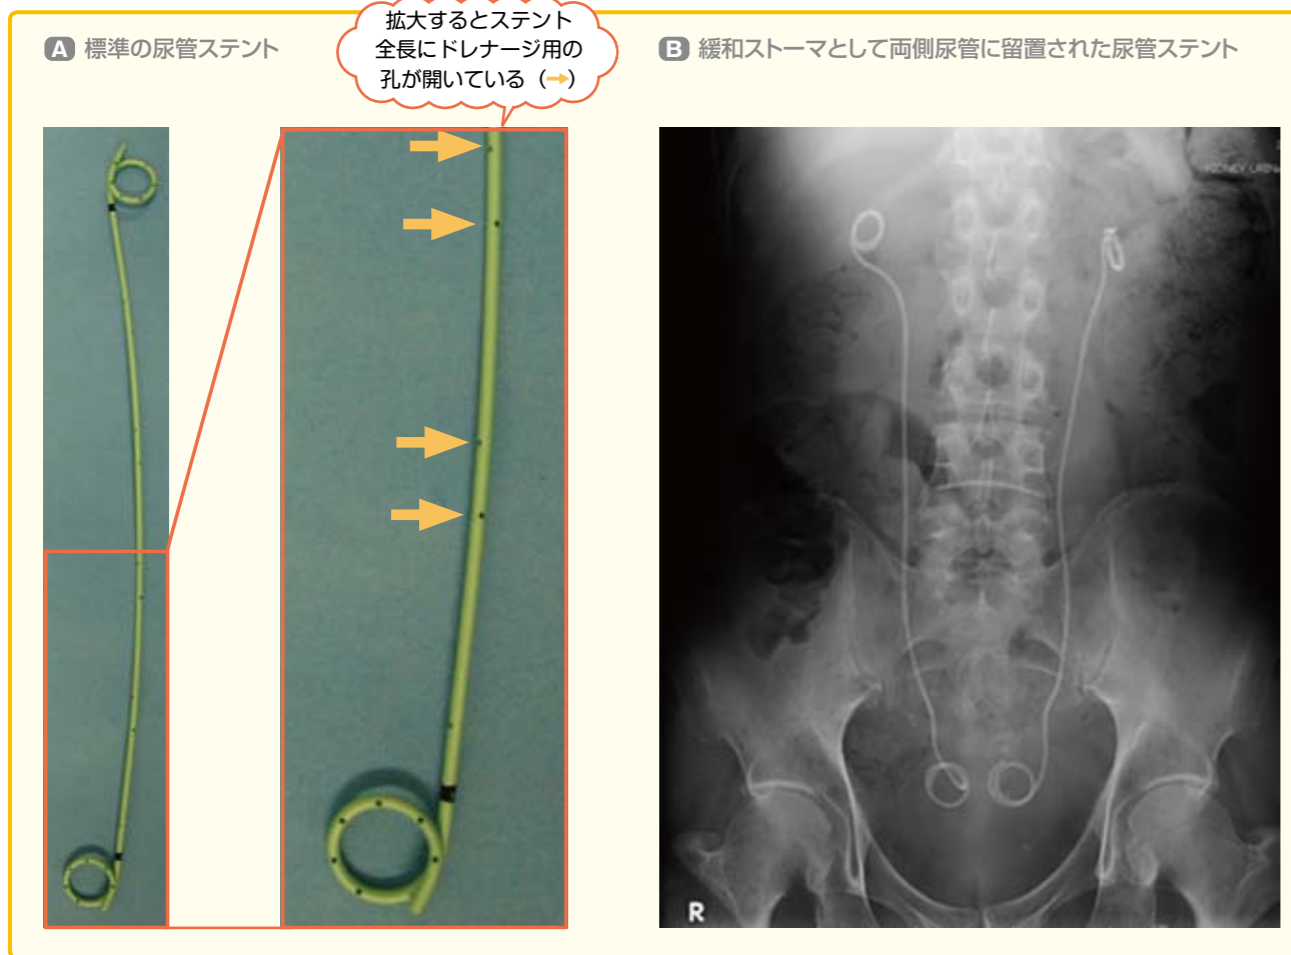 A 標準の尿管ステント
拡大するとステント
全長にドレナージ用の
孔が開いている（→）
B 緩和ストーマとして両側尿管に留置された尿管ステント
R